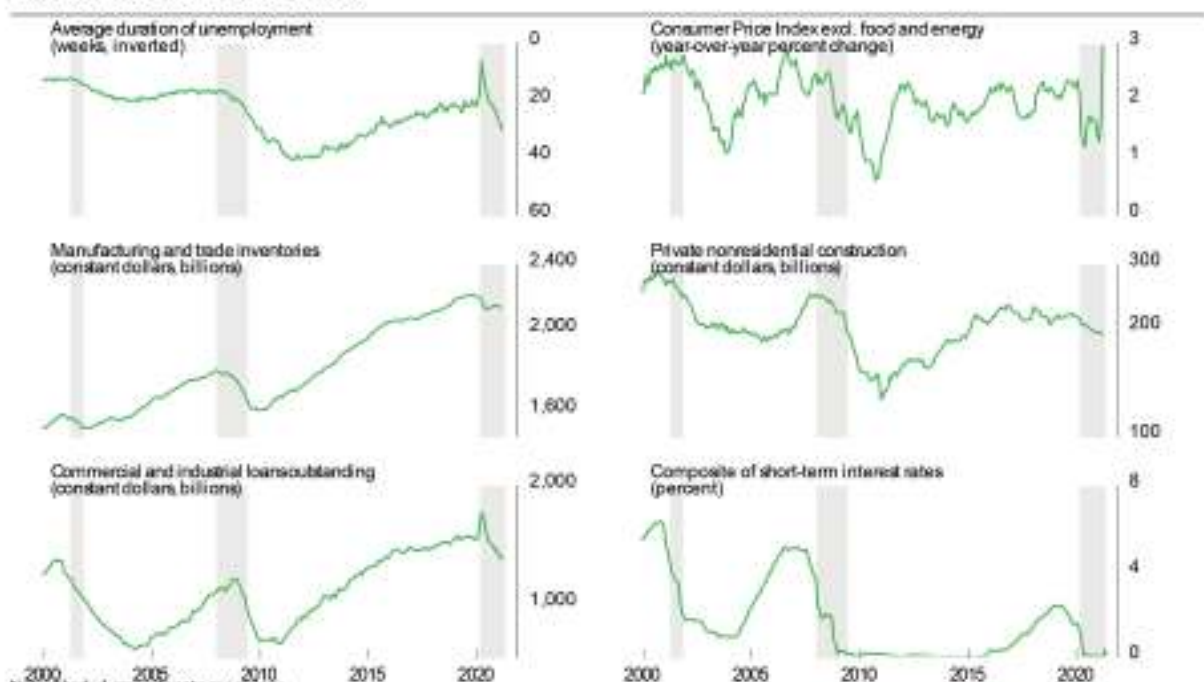 Average duration of unemployment
(weeks, inverted)
0
20
40
60
Consumer Price Index excl. food and energy
(year-over-year percent change)
3
2
1
0
Manufacturing and trade inventories
(constant dollars, billions)
2,400
2,000
1,600
Private nonresidential construction
(constant dollars, billions)
300
200
100
Commercial and industrial loansoutstanding
(constant dollars, billions)
2,000
1,000
2000 2005 2010 2015 2020
Composite of short-term interest rates
(percent)
8
4
0
2000 2005 2010 2015 2020